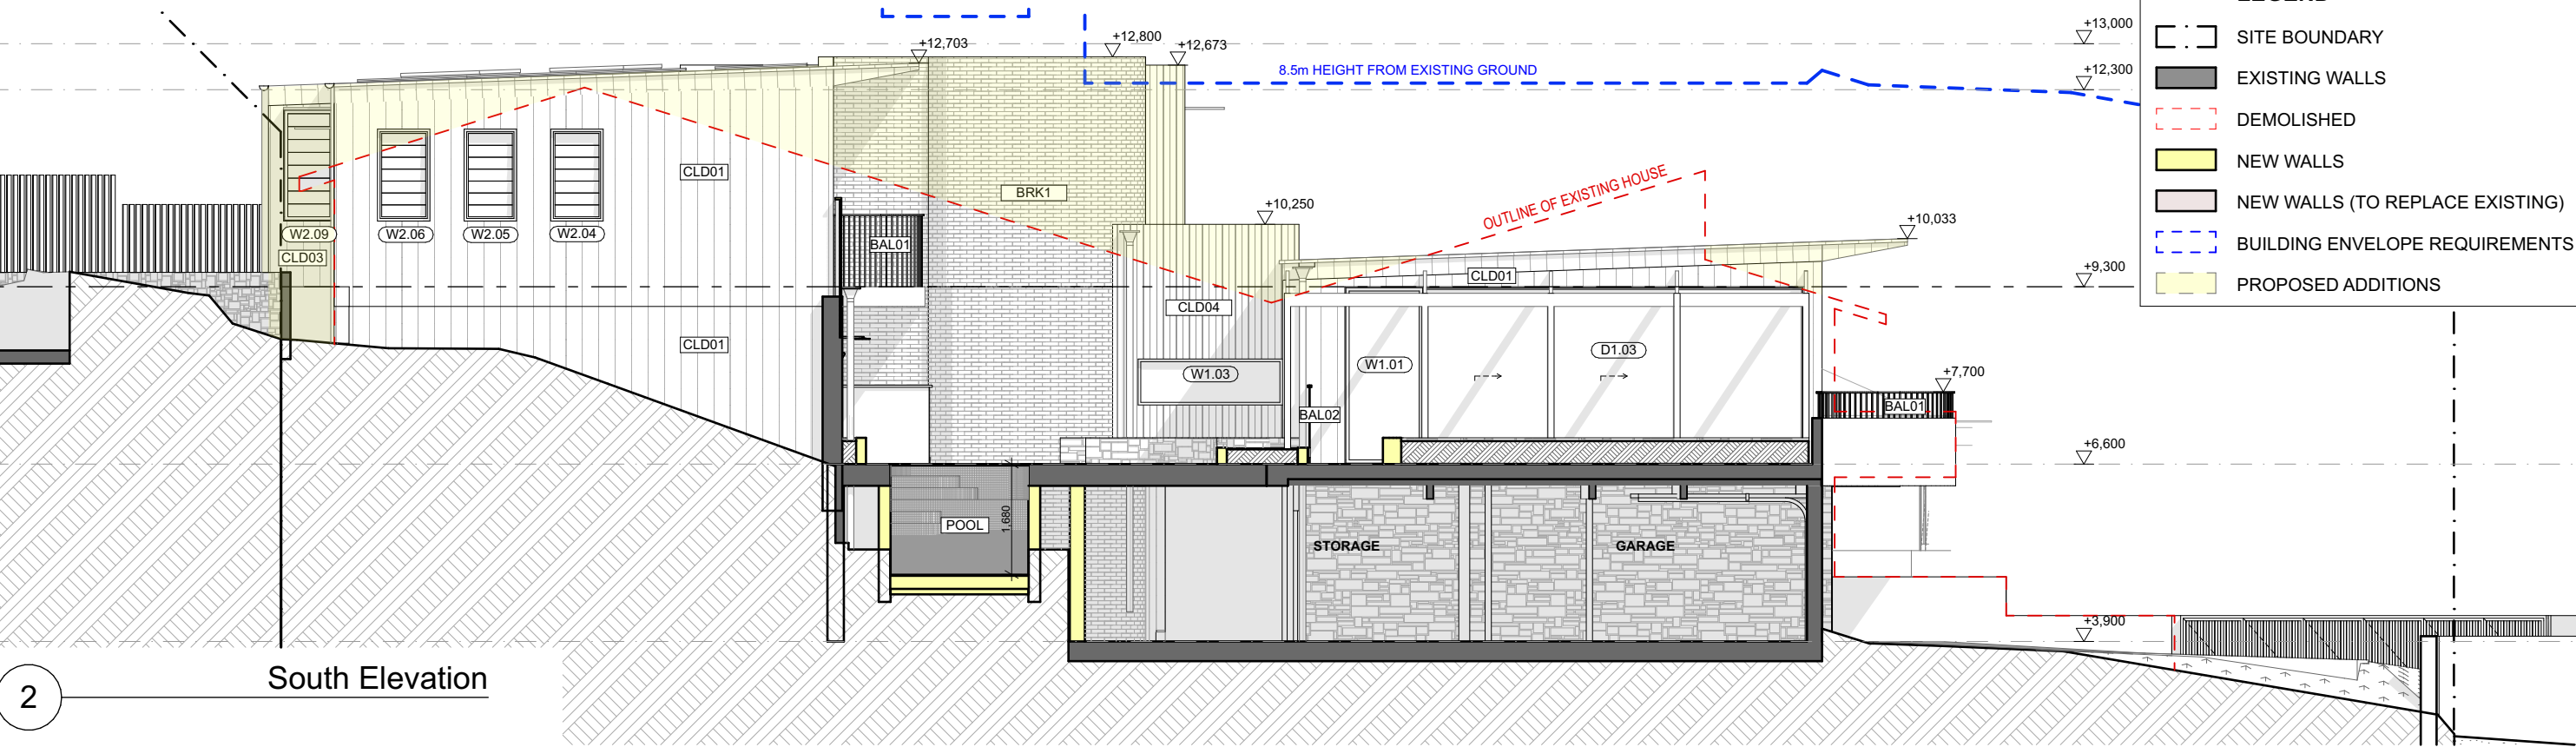 LEGEND
SITE BOUNDARY
EXISTING WALLS
DEMOLISHED
NEW WALLS
NEW WALLS (TO REPLACE EXISTING)
BUILDING ENVELOPE REQUIREMENTS
PROPOSED ADDITIONS
+12,703
+12,800
+12,673
+13,000
+12,300
8.5m HEIGHT FROM EXISTING GROUND
CLD01
BRK1
OUTLINE OF EXISTING HOUSE
+10,250
+10,033
W2.09
W2.06
W2.05
W2.04
BAL01
CLD03
CLD01
+9,300
CLD04
CLD01
W1.03
W1.01
D1.03
+7,700
BAL01
BAL02
+6,600
POOL
1,680
STORAGE
GARAGE
+3,900
2
South Elevation